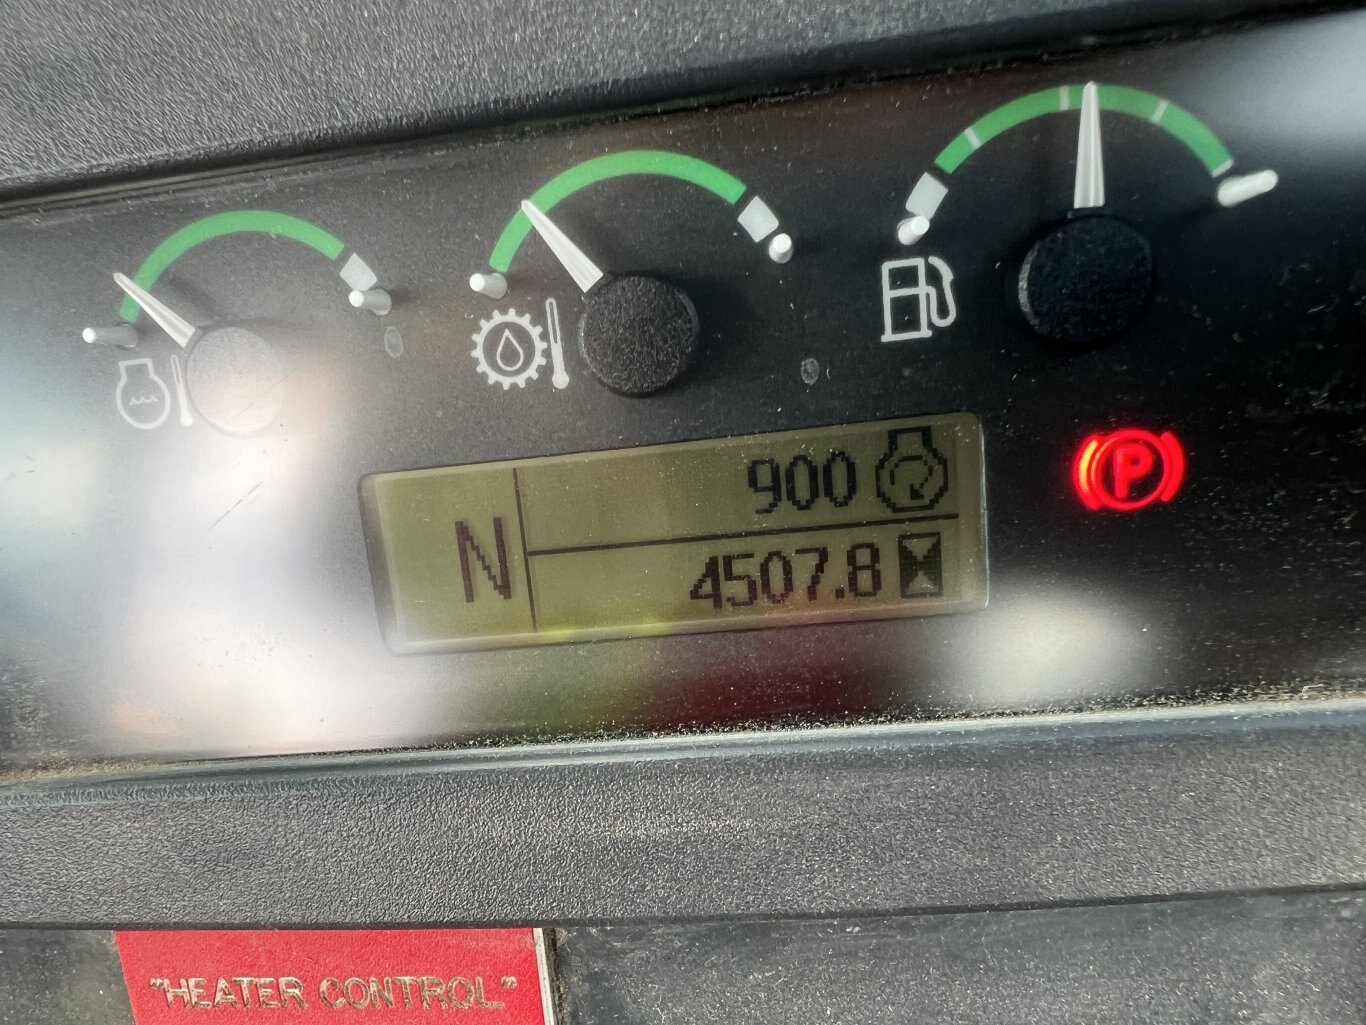 900
N
4507.8
P
"HEATER CONTROL"